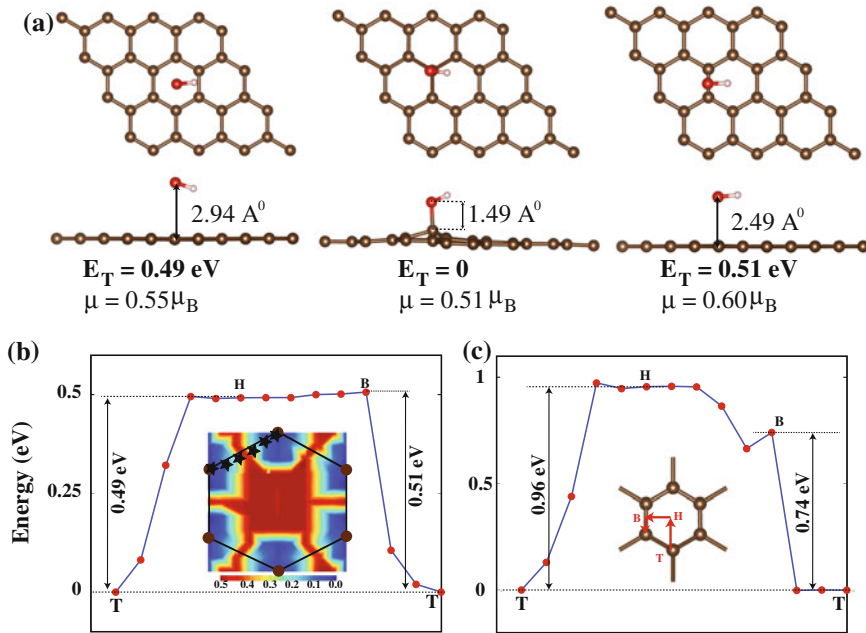 (a)
2.94 A⁰
1.49 A⁰
2.49 A⁰
E_T = 0.49 eV
E_T = 0
E_T = 0.51 eV
μ = 0.55μ_B
μ = 0.51μ_B
μ = 0.60μ_B
(b)
Energy (eV)
0.5
0.25
0
0.49 eV
H
B
0.51 eV
0.5 0.4 0.3 0.2 0.1 0.0
T
T
(c)
1
0.5
0
0.96 eV
H
B
0.74 eV
B
H
T
T
T